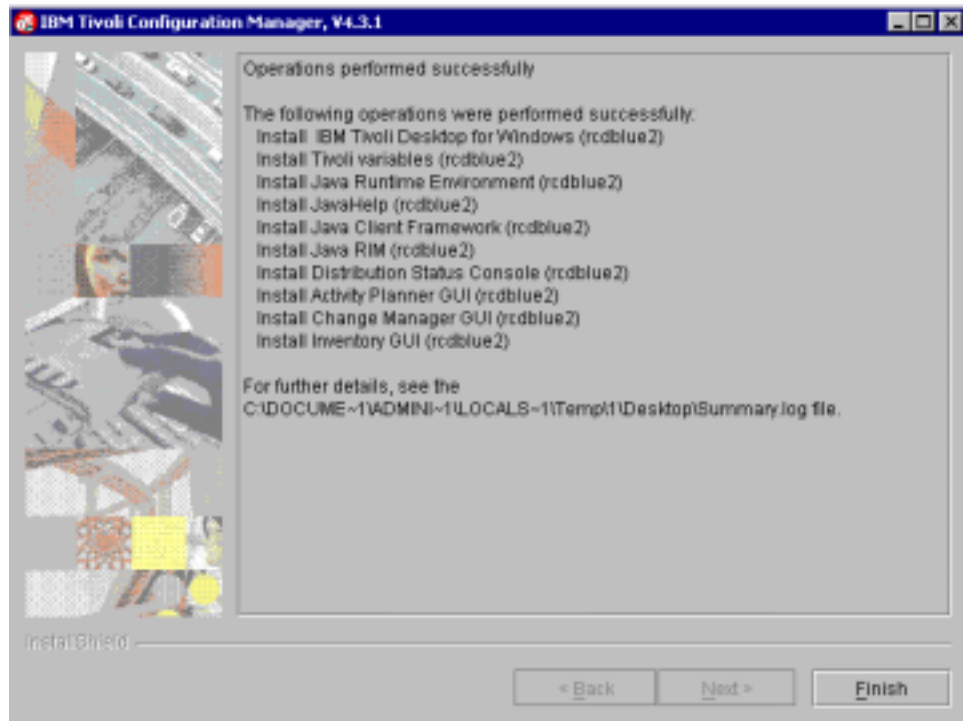 IBM Tivoli Configuration Manager, V4.3.1
Operations performed successfully
The following operations were performed successfully:
Install IBM Tivoli Desktop for Windows (rcdblue2)
Install Tivoli variables (rcdblue2)
Install Java Runtime Environment (rcdblue2)
Install JavaHelp (rcdblue2)
Install Java Client Framework (rcdblue2)
Install Java RIM (rcdblue2)
Install Distribution Status Console (rcdblue2)
Install Activity Planner GUI (rcdblue2)
Install Change Manager GUI (rcdblue2)
Install Inventory GUI (rcdblue2)
For further details, see the
C:\DOCUME~1\ADMINI~1\LOCALS~1\Temp\1\Desktop\Summary.log file.
InstallShield
< Back
Next >
Finish